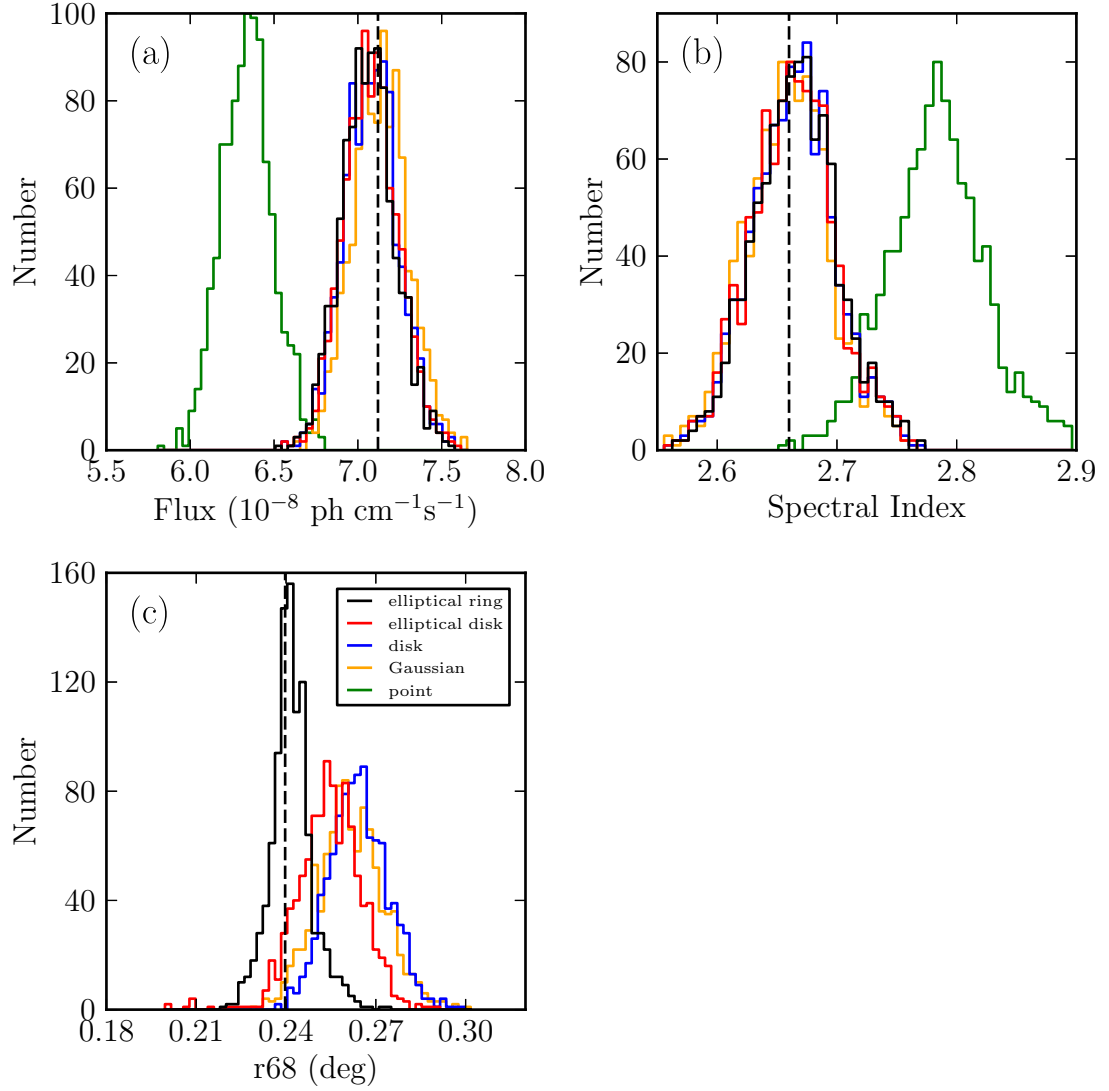 (a)
Number
100
80
60
40
20
0
5.5 6.0 6.5 7.0 7.5 8.0
Flux (10⁻⁸ ph cm⁻¹s⁻¹)
(b)
Number
80
60
40
20
0
2.6 2.7 2.8 2.9
Spectral Index
(c)
Number
160
120
80
40
0
0.18 0.21 0.24 0.27 0.30
r68 (deg)
elliptical ring
elliptical disk
disk
Gaussian
point